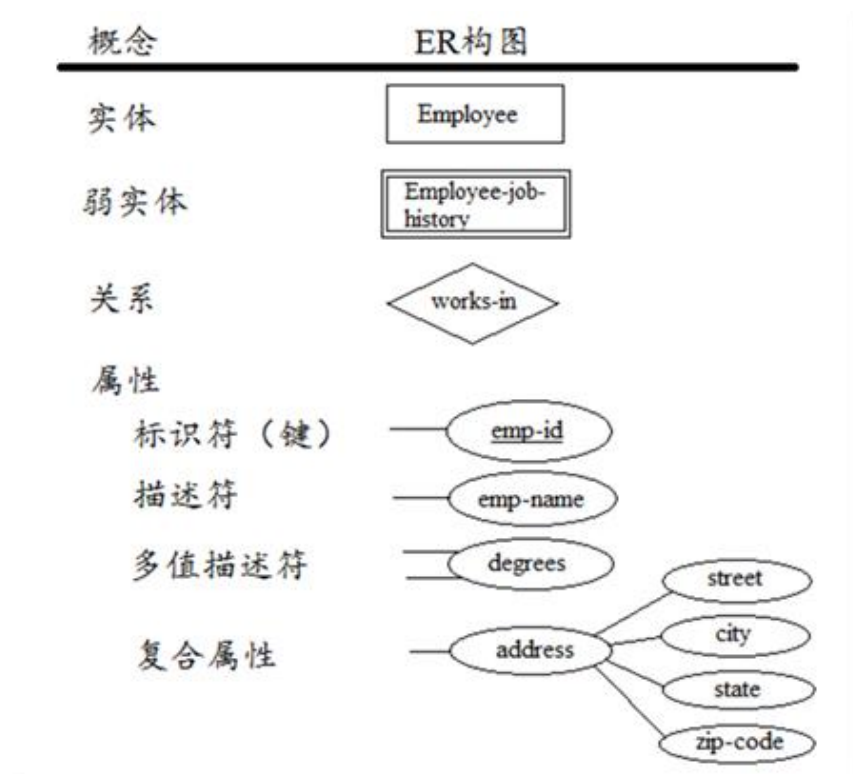 概念 ER构图
实体 Employee
弱实体 Employee-job-
history
关系 works-in
属性
标识符（键） emp-id
描述符 emp-name
多值描述符 degrees
street
city
复合属性 address
state
zip-code